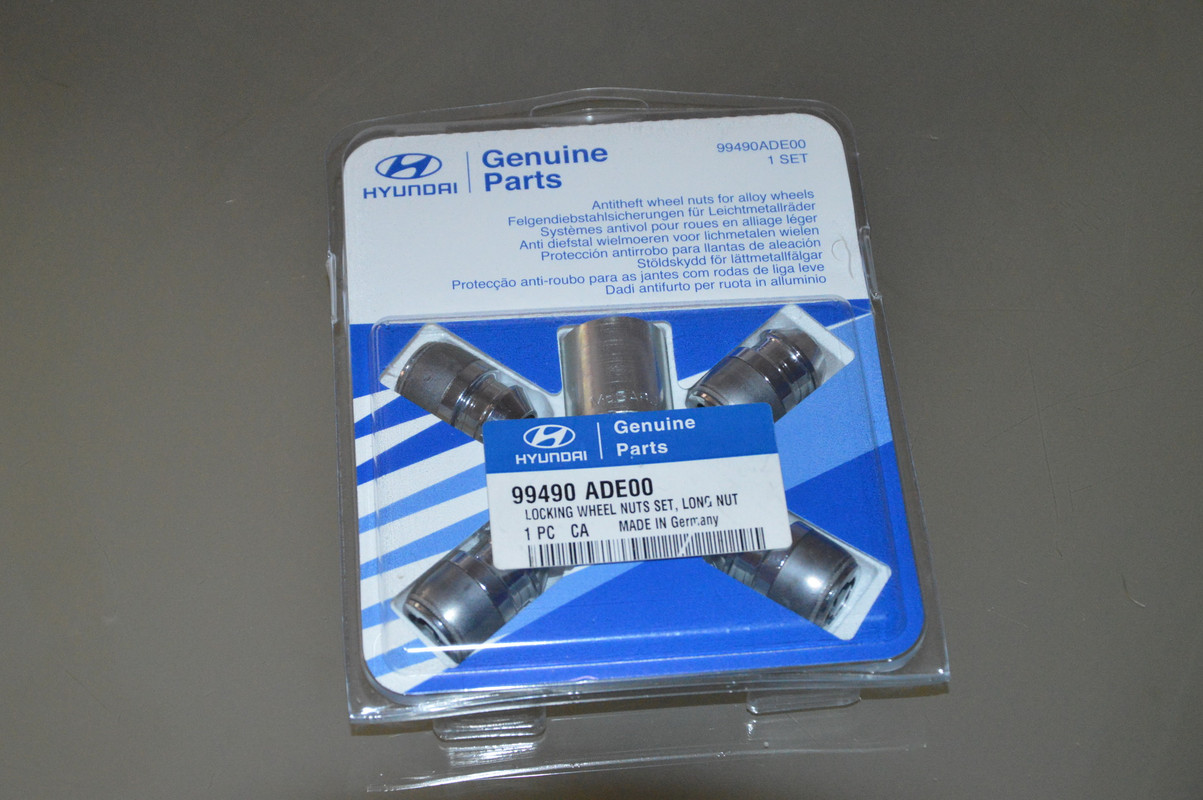 HYUNDAI
Genuine
Parts
99490ADE00
1 SET
Antitheft wheel nuts for alloy wheels
Felgendiebstahlsicherungen für Leichtmetallräder
Systèmes antivol pour roues en alliage léger
Anti diefstal wielmoeren voor lichmetalen wielen
Protección antirrobo para llantas de aleación
Stöldskydd för lättmetallfälgar
Protecção anti-roubo para as jantes com rodas de liga leve
Dadi antifurto per ruota in alluminio
HYUNDAI
Genuine
Parts
99490 ADE00
LOCKING WHEEL NUTS SET, LONG NUT
1 PC CA MADE IN Germany